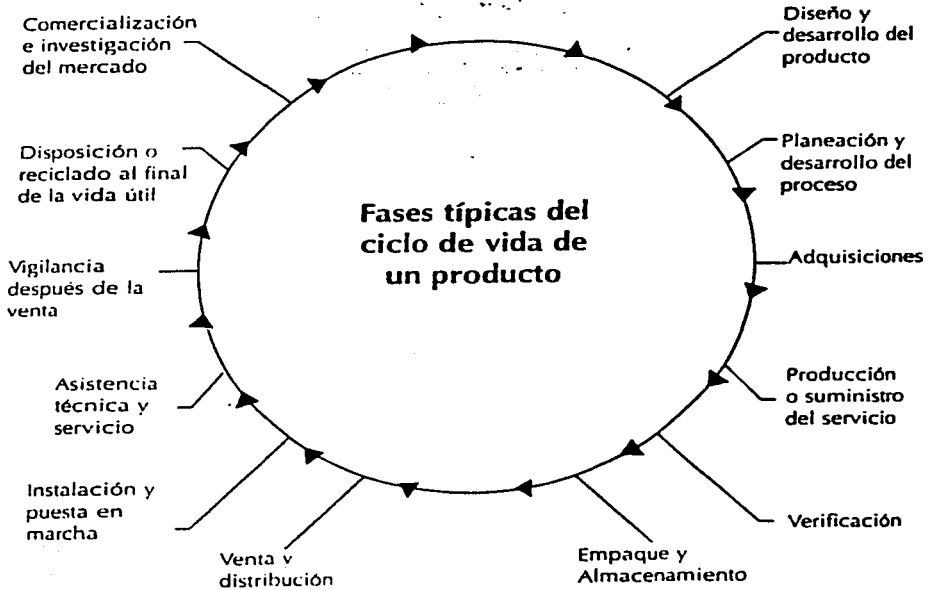 Comercialización
e investigación
del mercado
Diseño y
desarrollo del
producto
Planeación y
desarrollo del
proceso
Adquisiciones
Producción
o suministro
del servicio
Verificación
Empaque y
Almacenamiento
Venta y
distribución
Instalación y
puesta en
marcha
Asistencia
técnica y
servicio
Vigilancia
después de la
venta
Disposición o
reciclado al final
de la vida útil
Fases típicas del
ciclo de vida de
un producto